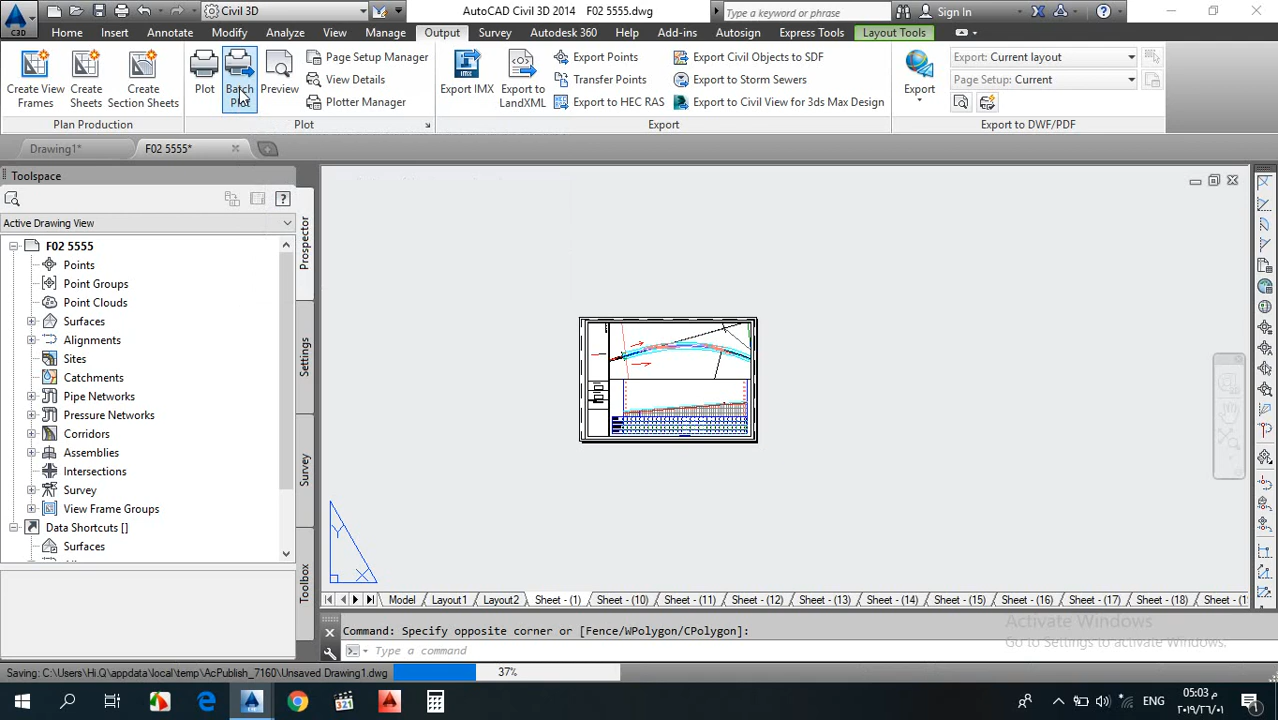 Civil 3D
AutoCAD Civil 3D 2014 F02 5555.dwg
Type a keyword or phrase
Sign In
C3D
Home Insert Annotate Modify Analyze View Manage Output Survey Autodesk 360 Help Add-ins Autosign Express Tools Layout Tools
Create View Frames
Create Sheets
Create Section Sheets
Plan Production
Plot
Batch Plot
Preview
Page Setup Manager
View Details
Plotter Manager
Plot
Export IMX
Export to LandXML
Export Points
Transfer Points
Export to HEC RAS
Export Civil Objects to SDF
Export to Storm Sewers
Export to Civil View for 3ds Max Design
Export
Export
Export: Current layout
Page Setup: Current
Export to DWF/PDF
Drawing1* F02 5555*
Toolspace
Active Drawing View
F02 5555
Points
Point Groups
Point Clouds
Surfaces
Alignments
Sites
Catchments
Pipe Networks
Pressure Networks
Corridors
Assemblies
Intersections
Survey
View Frame Groups
Data Shortcuts []
Surfaces
Prospector
Settings
Survey
Toolbox
Y
X
Model Layout1 Layout2 Sheet - (1) Sheet - (10) Sheet - (11) Sheet - (12) Sheet - (13) Sheet - (14) Sheet - (15) Sheet - (16) Sheet - (17) Sheet - (18) Sheet - (1
Command: Specify opposite corner or [Fence/WPolygon/CPolygon]:
Type a command
Activate Windows
Go to Settings to activate Windows.
Saving: C:\Users\Hi.Q\appdata\local\temp\AcPublish_7160\Unsaved Drawing1.dwg 37%
321
ENG
05:03 م
٢٠١٩/٢٦/٠١